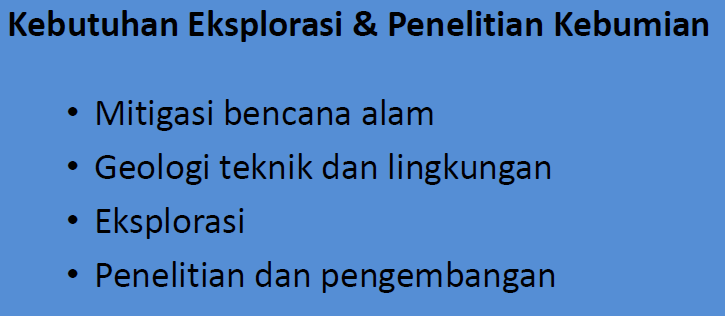 Kebutuhan Eksplorasi & Penelitian Kebumian
• Mitigasi bencana alam
• Geologi teknik dan lingkungan
• Eksplorasi
• Penelitian dan pengembangan